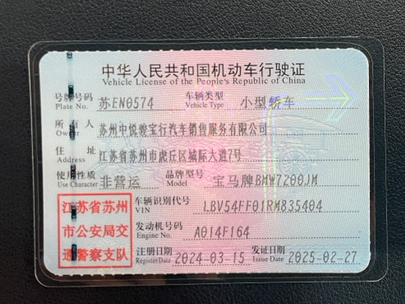 中华人民共和国机动车行驶证
Vehicle License of the People's Republic of China
号牌号码 Plate No. 苏EN0574 车辆类型 Vehicle Type 小型轿车
所有人 Owner 苏州中悦骏宝行汽车销售服务有限公司
住址 Address 江苏省苏州市虎丘区城际大道7号
使用性质 Use Character 非营运 品牌型号 Model 宝马牌BMW7200JM
江苏省苏州市公安局交通警察支队
车辆识别代号 VIN LBV54FF01RM835404
发动机号码 Engine No. A014F164
注册日期 Register Date 2024-03-15 发证日期 Issue Date 2025-02-27